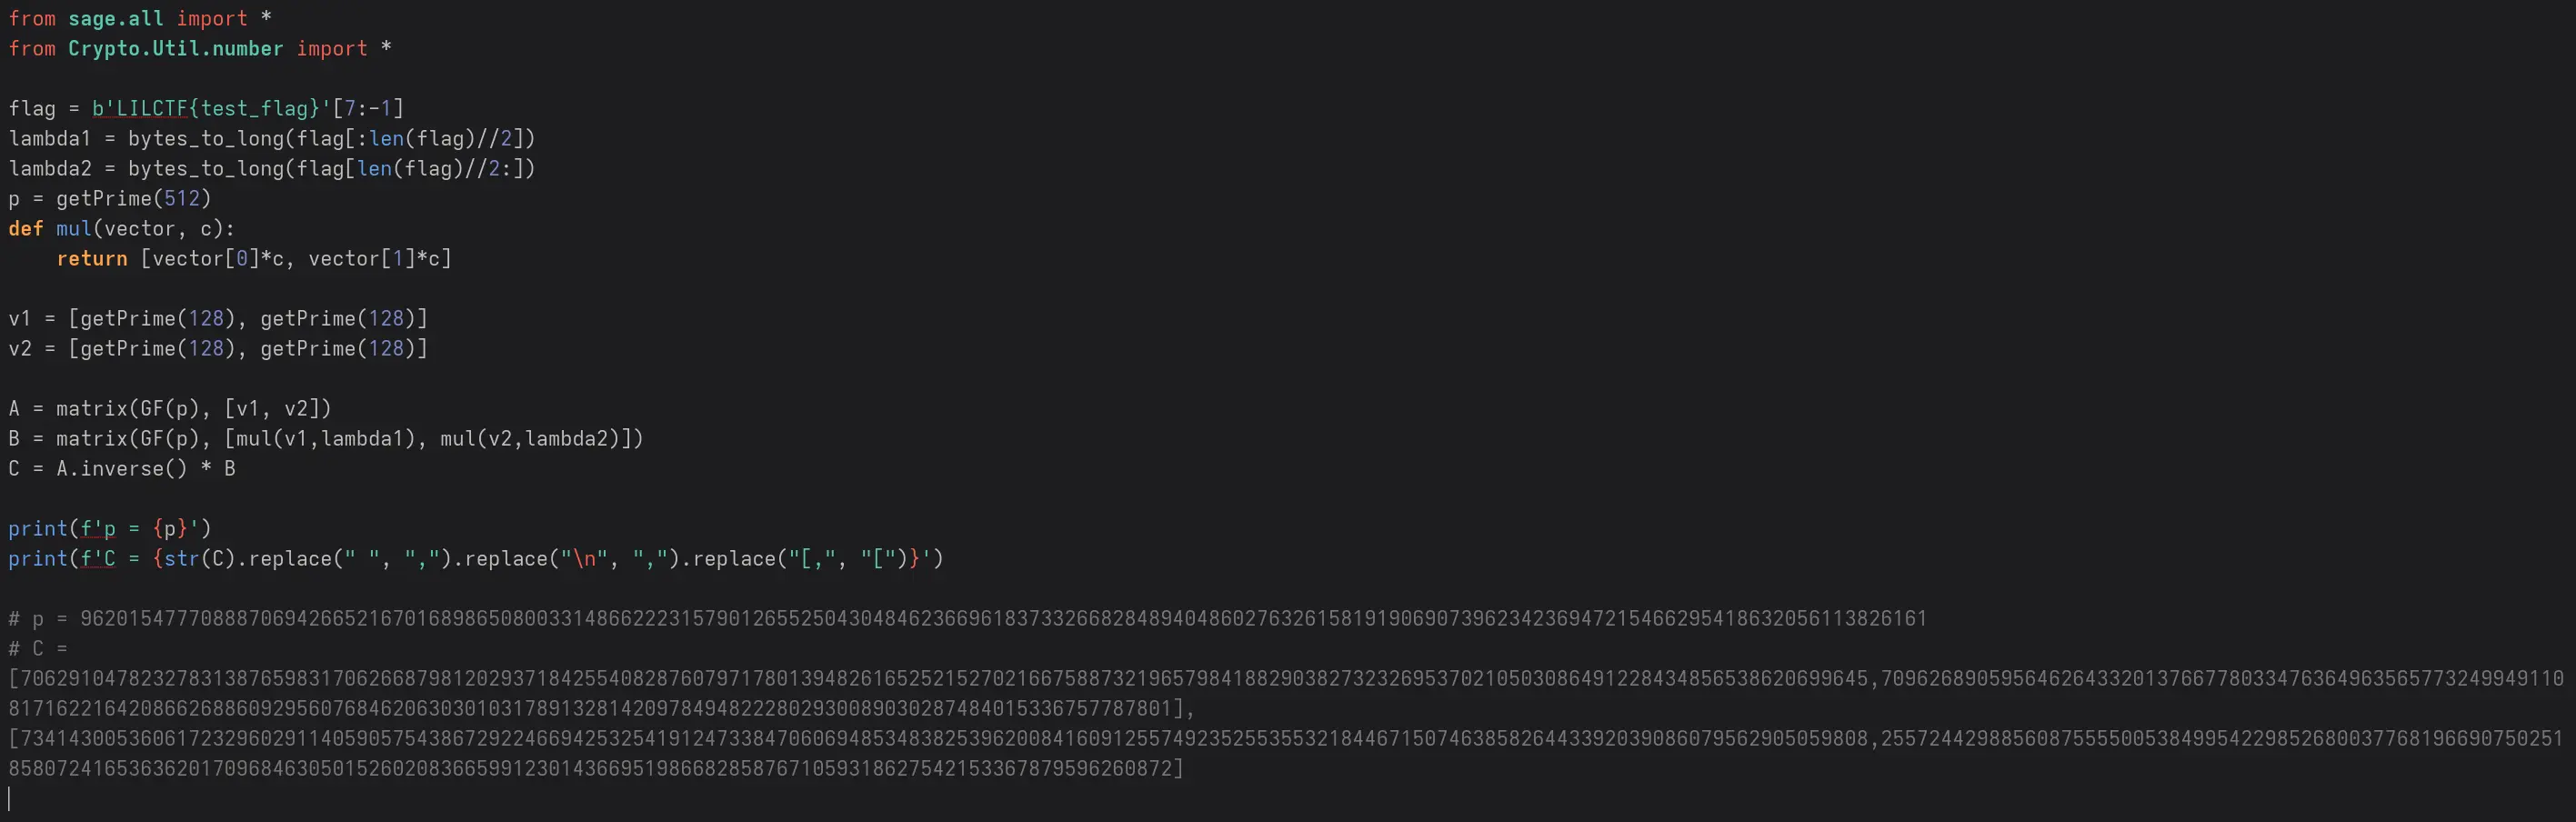 from sage.all import *
from Crypto.Util.number import *
flag = b'LILCTF{test_flag}'[7:-1]
lambda1 = bytes_to_long(flag[:len(flag)//2])
lambda2 = bytes_to_long(flag[len(flag)//2:])
p = getPrime(512)
def mul(vector, c):
    return [vector[0]*c, vector[1]*c]
v1 = [getPrime(128), getPrime(128)]
v2 = [getPrime(128), getPrime(128)]
A = matrix(GF(p), [v1, v2])
B = matrix(GF(p), [mul(v1,lambda1), mul(v2,lambda2)])
C = A.inverse() * B
print(f'p = {p}')
print(f'C = {str(C).replace(" ", ",").replace("\n", ",").replace("[,", "[")}')
# p = 9620154777088870694266521670168986508003314866222315790126552504304846236696183733266828489404860276326158191906907396234236947215466295418632056113826161
# C =
[7062910478232783138765983170626687981202937184255408287607971780139482616525215270216675887321965798418829038273232695370210503086491228434856538620699645,7096268905956462643320137667780334763649635657732499491108171622164208662688609295607684620630301031789132814209784948222802930089030287484015336757787801],
[7341430053606172329602911405905754386729224669425325419124733847060694853483825396200841609125574923525535532184467150746385826443392039086079562905059808,2557244298856087555500538499542298526800377681966907502518580724165363620170968463050152602083665991230143669519866828587671059318627542153367879596260872]